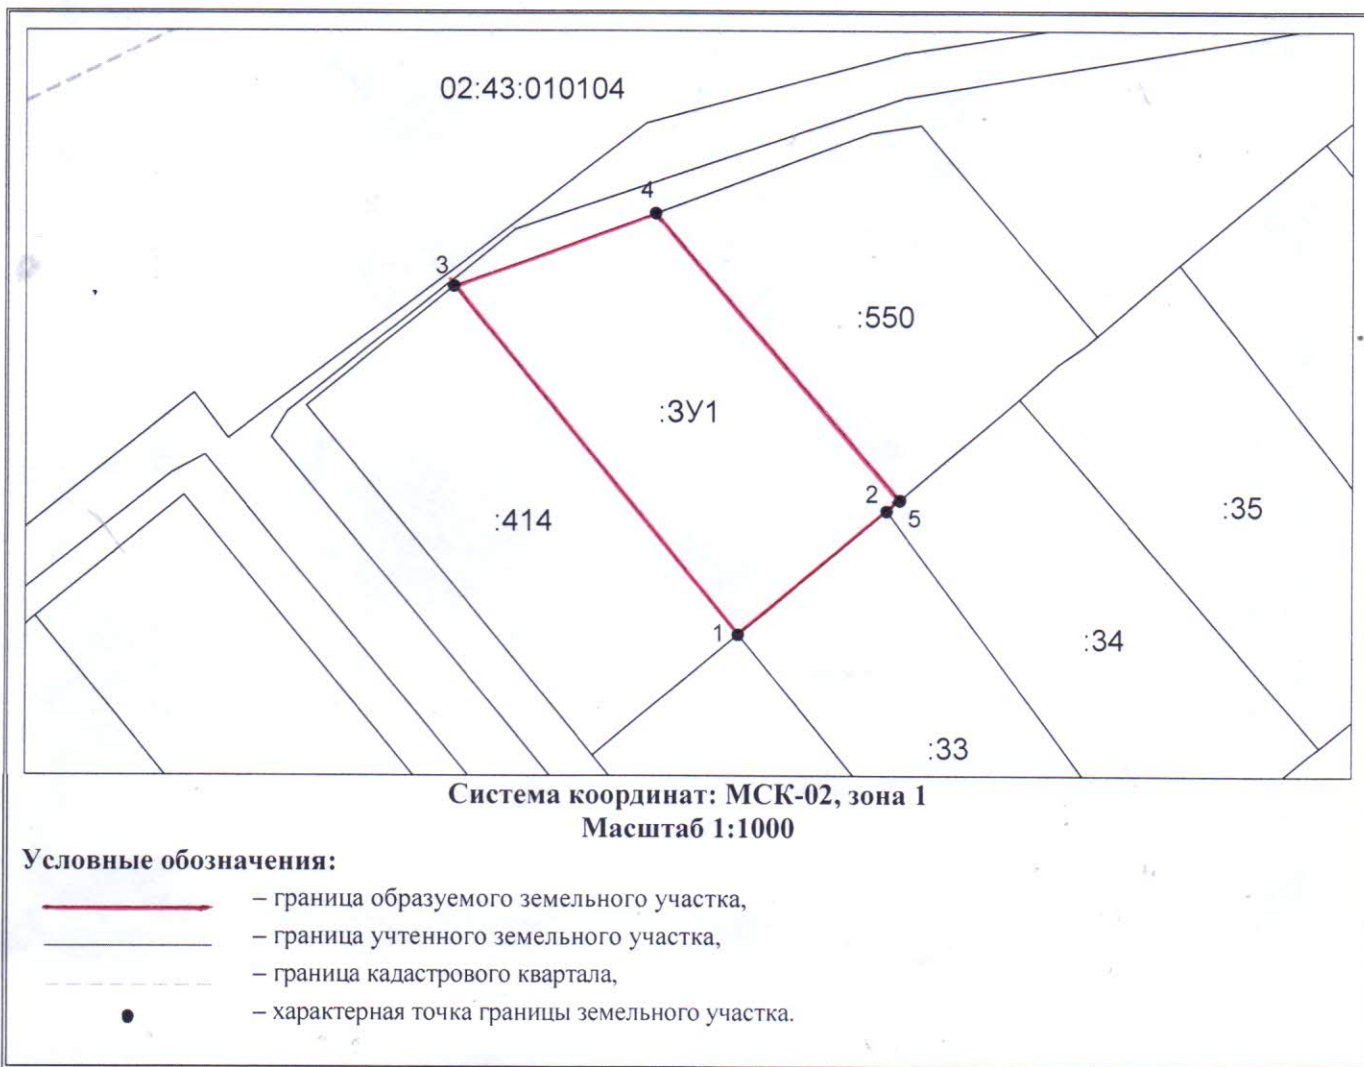 02:43:010104
4
3
:550
:ЗУ1
2
5
:35
:414
1
:34
:33
Система координат: МСК-02, зона 1
Масштаб 1:1000
Условные обозначения:
– граница образуемого земельного участка,
– граница учтенного земельного участка,
– граница кадастрового квартала,
– характерная точка границы земельного участка.